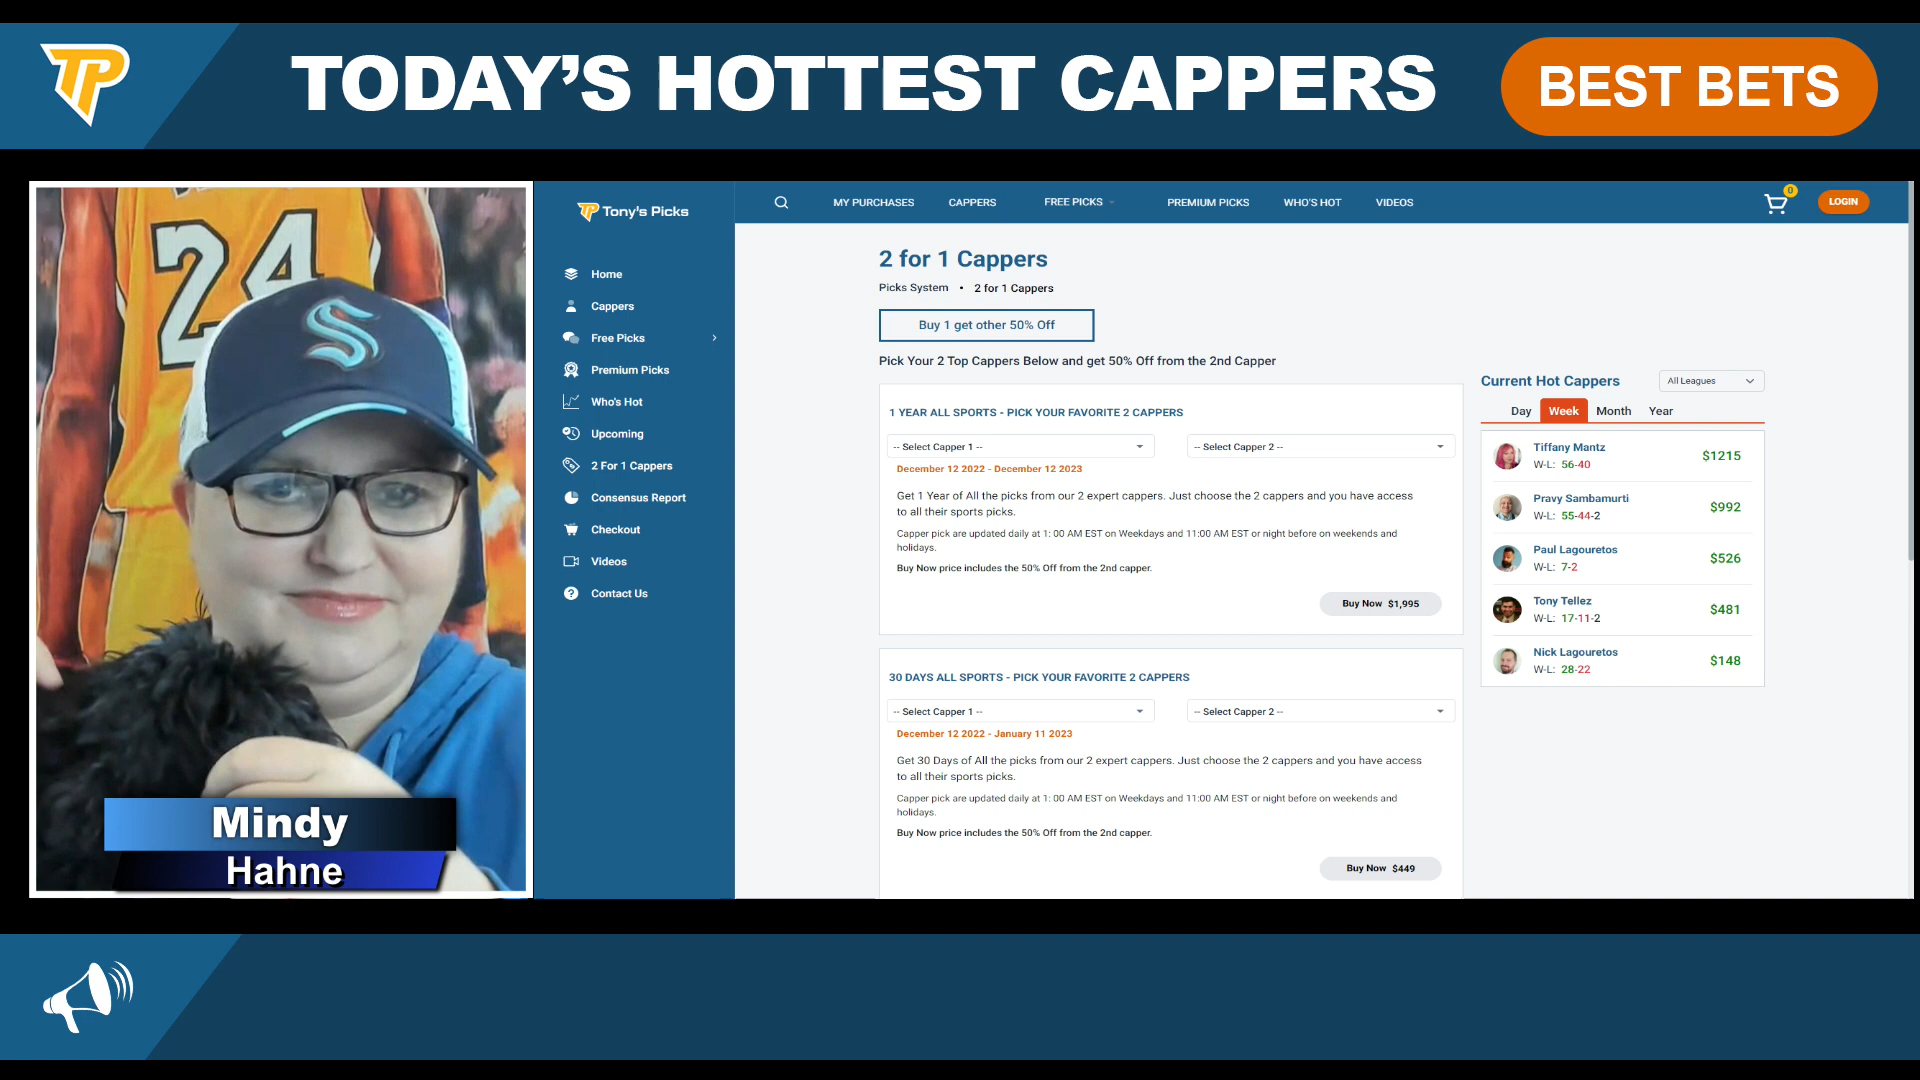 TP
TODAY'S HOTTEST CAPPERS
BEST BETS
24
Mindy
Hahne
TP Tony's Picks
Home
Cappers
Free Picks
Premium Picks
Who's Hot
Upcoming
2 For 1 Cappers
Consensus Report
Checkout
Videos
Contact Us
MY PURCHASES
CAPPERS
FREE PICKS
PREMIUM PICKS
WHO'S HOT
VIDEOS
0
LOGIN
2 for 1 Cappers
Picks System • 2 for 1 Cappers
Buy 1 get other 50% Off
Pick Your 2 Top Cappers Below and get 50% Off from the 2nd Capper
1 YEAR ALL SPORTS - PICK YOUR FAVORITE 2 CAPPERS
-- Select Capper 1 --
-- Select Capper 2 --
December 12 2022 - December 12 2023
Get 1 Year of All the picks from our 2 expert cappers. Just choose the 2 cappers and you have access
to all their sports picks.
Capper pick are updated daily at 1: 00 AM EST on Weekdays and 11:00 AM EST or night before on weekends and
holidays.
Buy Now price includes the 50% Off from the 2nd capper.
Buy Now $1,995
30 DAYS ALL SPORTS - PICK YOUR FAVORITE 2 CAPPERS
-- Select Capper 1 --
-- Select Capper 2 --
December 12 2022 - January 11 2023
Get 30 Days of All the picks from our 2 expert cappers. Just choose the 2 cappers and you have access
to all their sports picks.
Capper pick are updated daily at 1: 00 AM EST on Weekdays and 11:00 AM EST or night before on weekends and
holidays.
Buy Now price includes the 50% Off from the 2nd capper.
Buy Now $449
Current Hot Cappers
All Leagues
Day Week Month Year
Tiffany Mantz
W-L: 56-40
$1215
Pravy Sambamurti
W-L: 55-44-2
$992
Paul Lagouretos
W-L: 7-2
$526
Tony Tellez
W-L: 17-11-2
$481
Nick Lagouretos
W-L: 28-22
$148